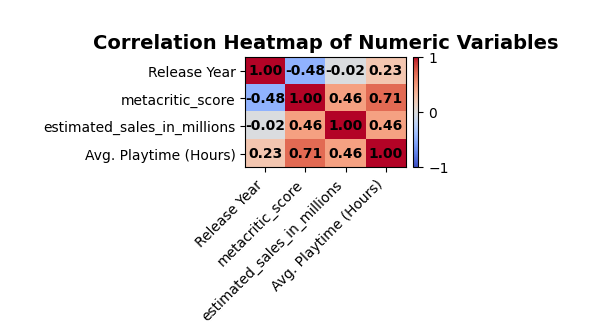 Correlation Heatmap of Numeric Variables
Release Year 1.00 -0.48 -0.02 0.23
metacritic_score -0.48 1.00 0.46 0.71
estimated_sales_in_millions -0.02 0.46 1.00 0.46
Avg. Playtime (Hours) 0.23 0.71 0.46 1.00
1
0
−1
Release Year
metacritic_score
estimated_sales_in_millions
Avg. Playtime (Hours)